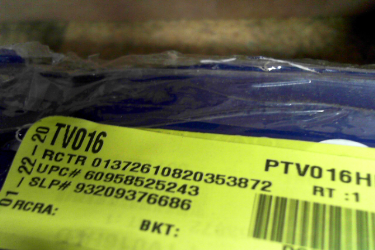 TV016
01-22-20
RCTR 01372610820353872
UPC# 60958525243
SLP# 93209376686
RCRA:
BKT:
PTV016H
RT :1